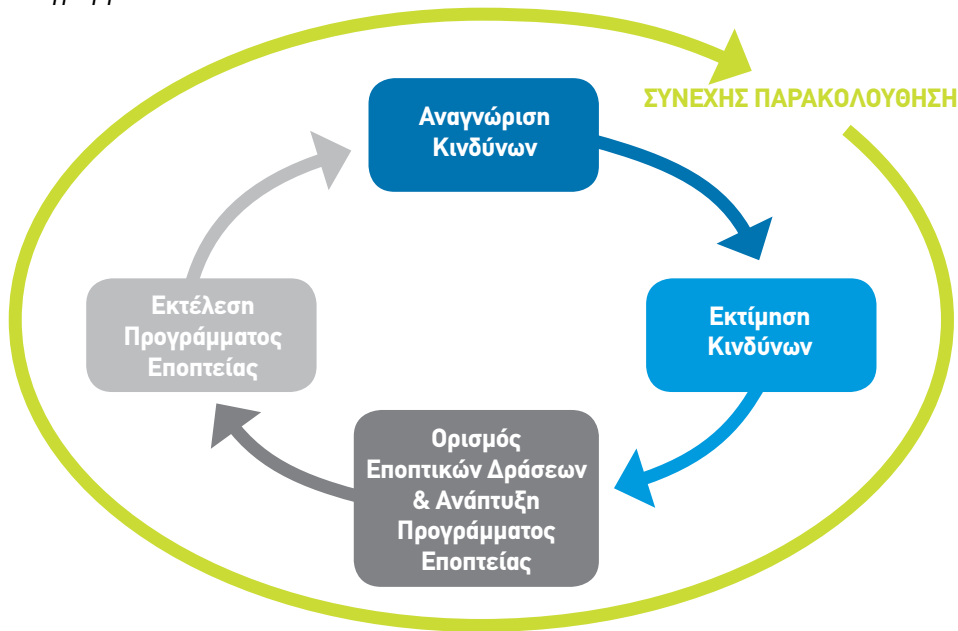 ΣΥΝΕΧΗΣ ΠΑΡΑΚΟΛΟΥΘΗΣΗ
Αναγνώριση
Κινδύνων
Εκτίμηση
Κινδύνων
Ορισμός
Εποπτικών Δράσεων
& Ανάπτυξη
Προγράμματος
Εποπτείας
Εκτέλεση
Προγράμματος
Εποπτείας